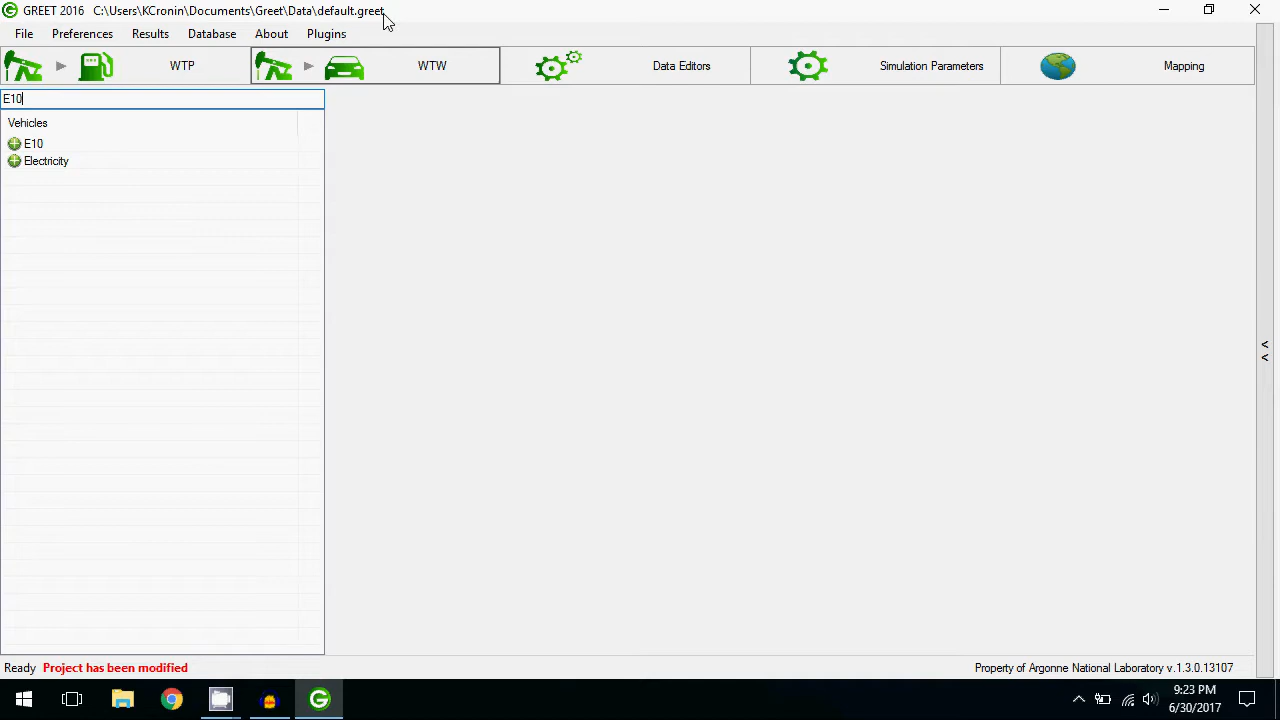 GREET 2016 C:\Users\KCronin\Documents\Greet\Data\default.greet
File Preferences Results Database About Plugins
WTP WTW Data Editors Simulation Parameters Mapping
E10
Vehicles
E10
Electricity
<
<
Ready Project has been modified Property of Argonne National Laboratory v.1.3.0.13107
9:23 PM
6/30/2017